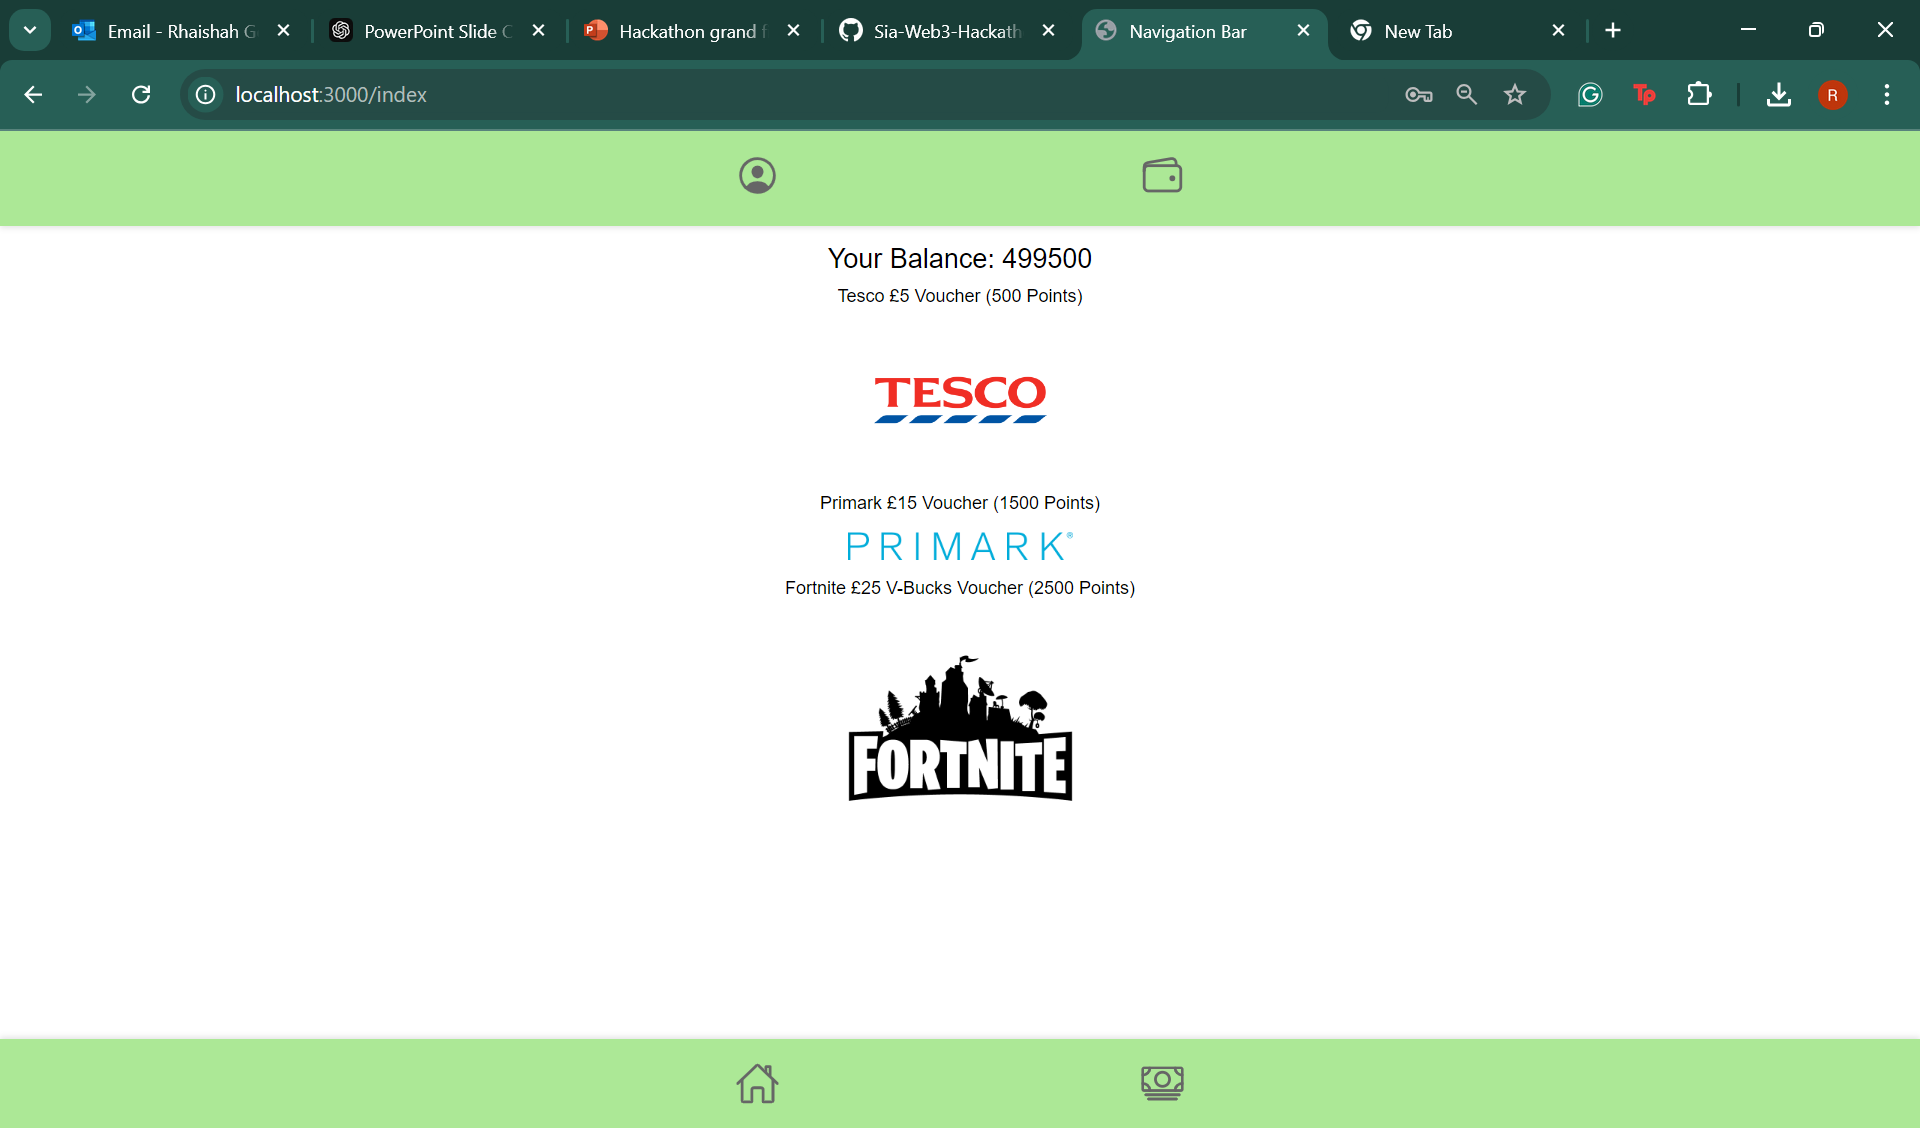 Email - Rhaishah G
PowerPoint Slide C
Hackathon grand f
Sia-Web3-Hackath
Navigation Bar
New Tab
localhost:3000/index
Tp
R
Your Balance: 499500
Tesco £5 Voucher (500 Points)
TESCO
Primark £15 Voucher (1500 Points)
PRIMARK®
Fortnite £25 V-Bucks Voucher (2500 Points)
FORTNITE